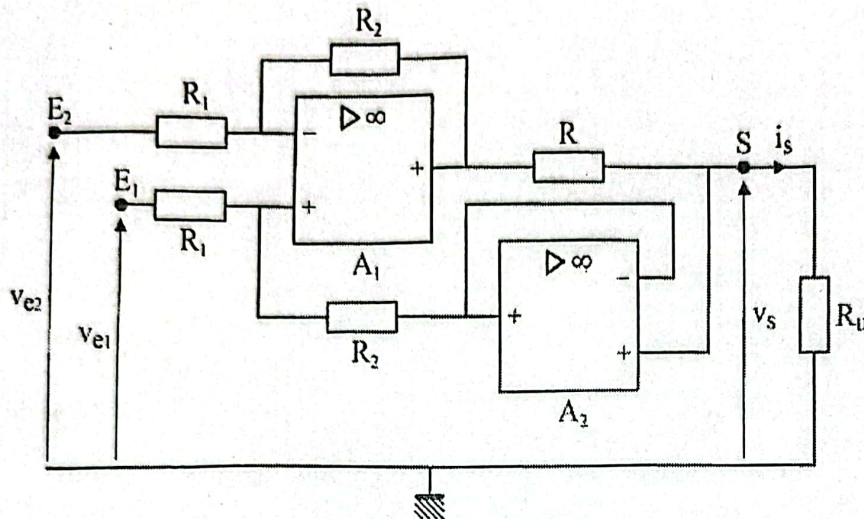 R₂
E₂
R₁
▷ ∞
-
+
R
S
iₛ
E₁
+
R₁
A₁
▷ ∞
-
+
+
R₂
A₂
vₑ₂
vₑ₁
vₛ
Rᵤ